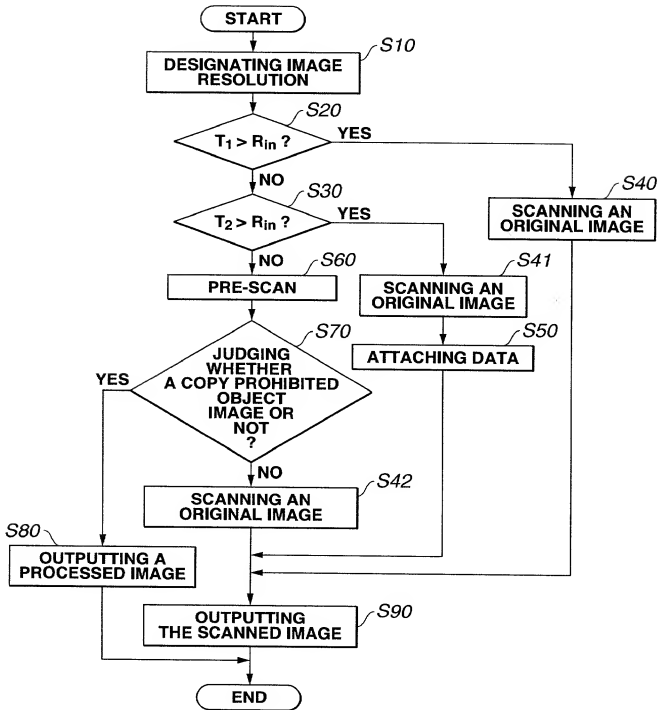 START
S10
DESIGNATING IMAGE
RESOLUTION
S20
T1 > Rin ?
YES
NO
S30
T2 > Rin ?
YES
NO
S40
SCANNING AN
ORIGINAL IMAGE
S60
PRE-SCAN
S41
SCANNING AN
ORIGINAL IMAGE
S50
ATTACHING DATA
S70
JUDGING
WHETHER
A COPY PROHIBITED
OBJECT
IMAGE OR
NOT
?
YES
NO
S42
SCANNING AN
ORIGINAL IMAGE
S80
OUTPUTTING A
PROCESSED IMAGE
S90
OUTPUTTING
THE SCANNED IMAGE
END